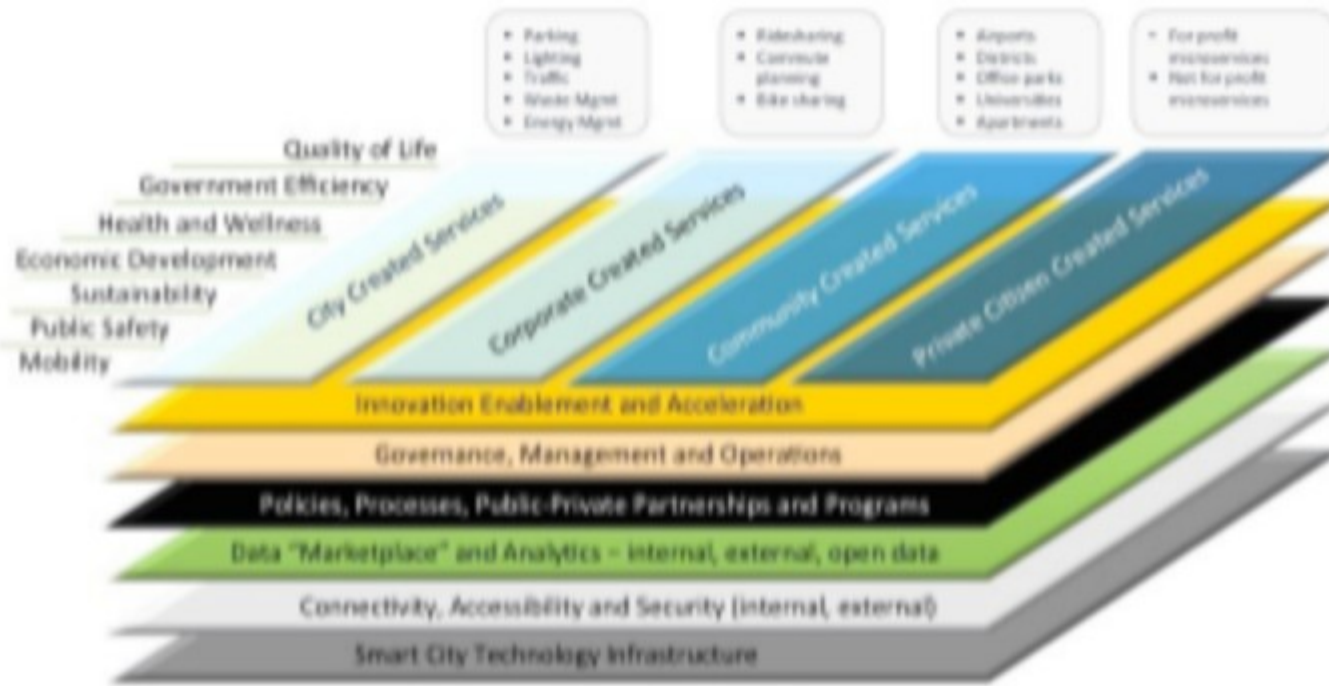 • Parking
• Lighting
• Traffic
• Waste Mgmt
• Energy Mgmt
• Ridesharing
• Commute
planning
• Bike sharing
• Airports
• Districts
• Office parks
• Universities
• Apartments
• For profit
microservices
• Not for profit
microservices
Quality of Life
Government Efficiency
Health and Wellness
Economic Development
Sustainability
Public Safety
Mobility
City Created Services
Corporate Created Services
Community Created Services
Private Citizen Created Services
Innovation Enablement and Acceleration
Governance, Management and Operations
Policies, Processes, Public-Private Partnerships and Programs
Data "Marketplace" and Analytics – internal, external, open data
Connectivity, Accessibility and Security (internal, external)
Smart City Technology Infrastructure